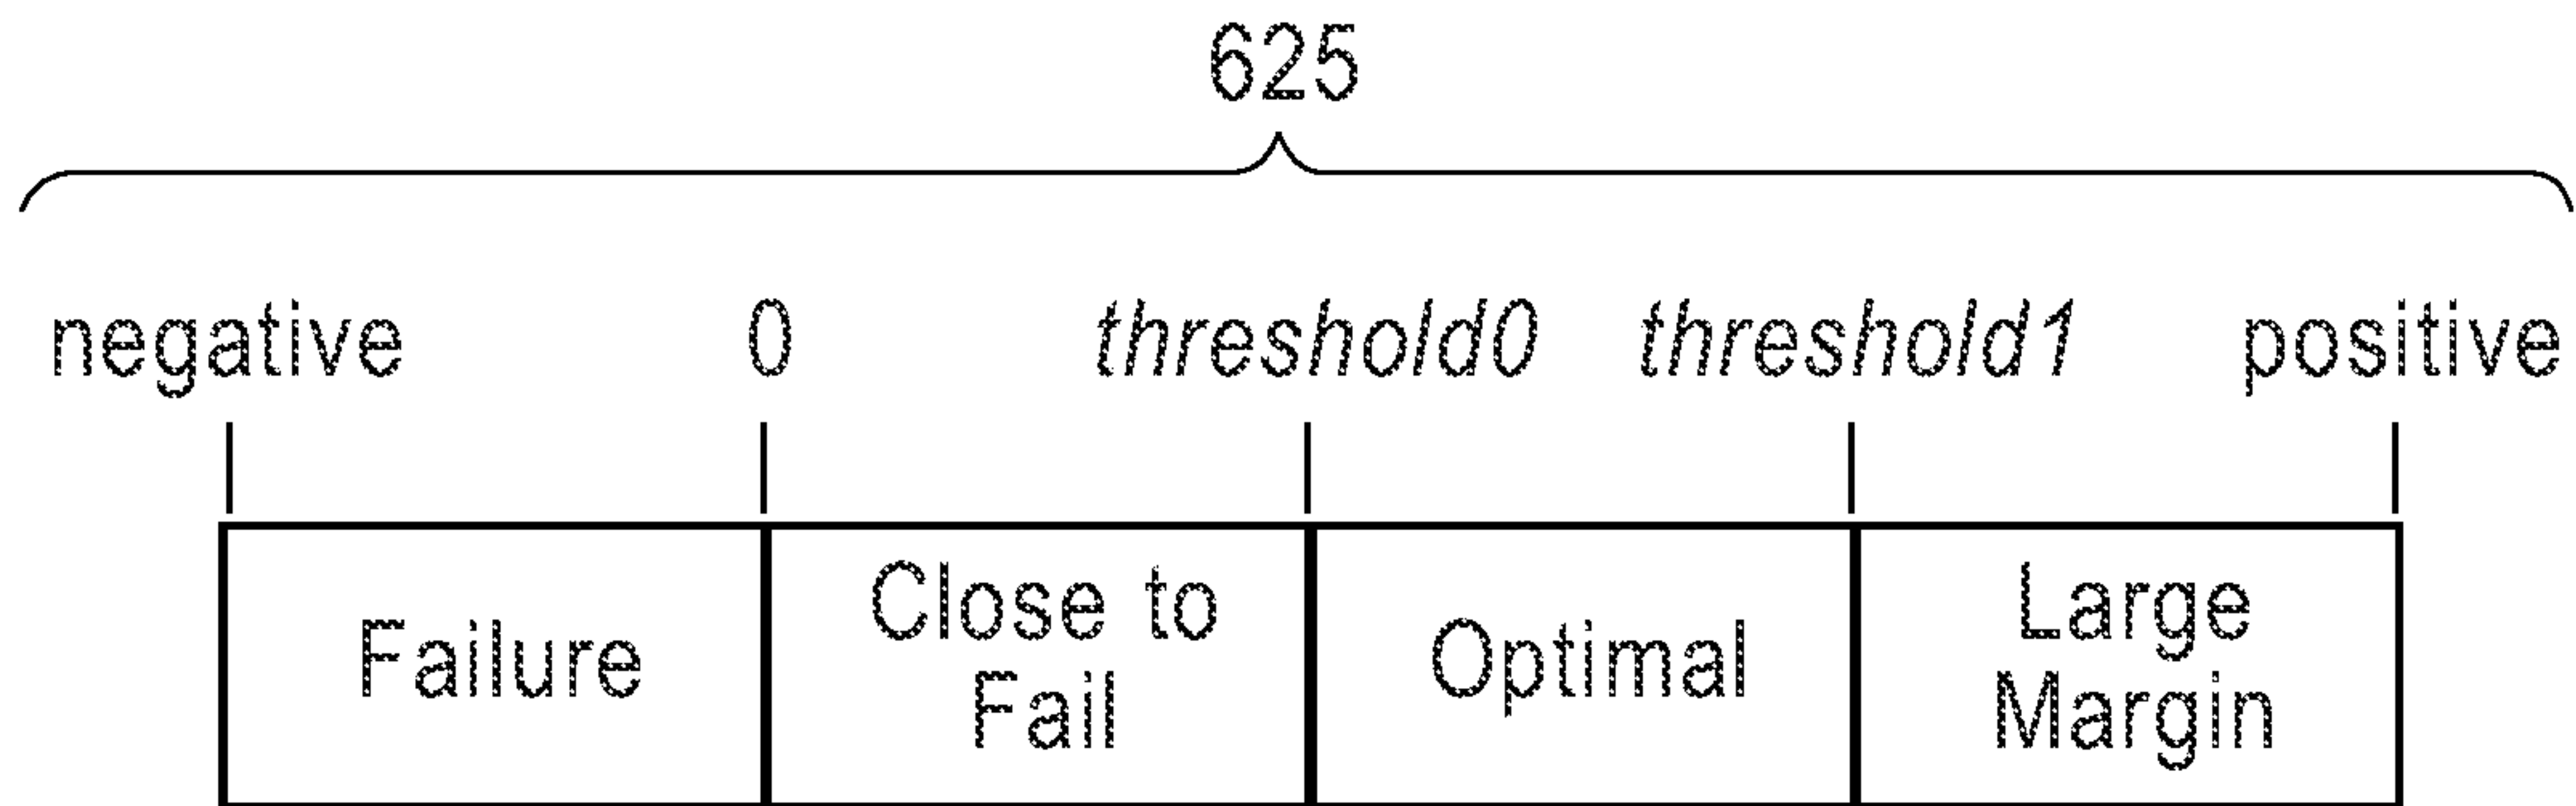 625
negative 0 threshold0 threshold1 positive
Failure Close to Fail Optimal Large Margin